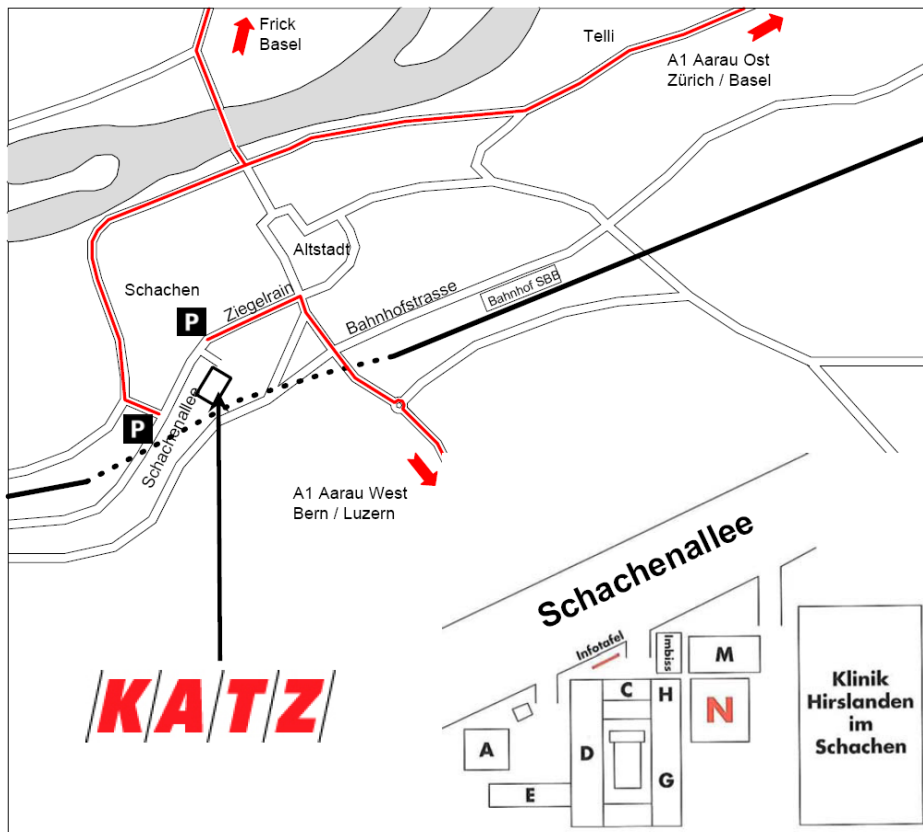 Frick
Basel
Telli
A1 Aarau Ost
Zürich / Basel
Altstadt
Schachen
Ziegelrain
Bahnhofstrasse
Bahnhof SBB
P
P
Schachenallee
A1 Aarau West
Bern / Luzern
KATZ
Schachenallee
Infotafel
Imbiss
M
C
H
N
A
D
G
E
Klinik
Hirslanden
im
Schachen